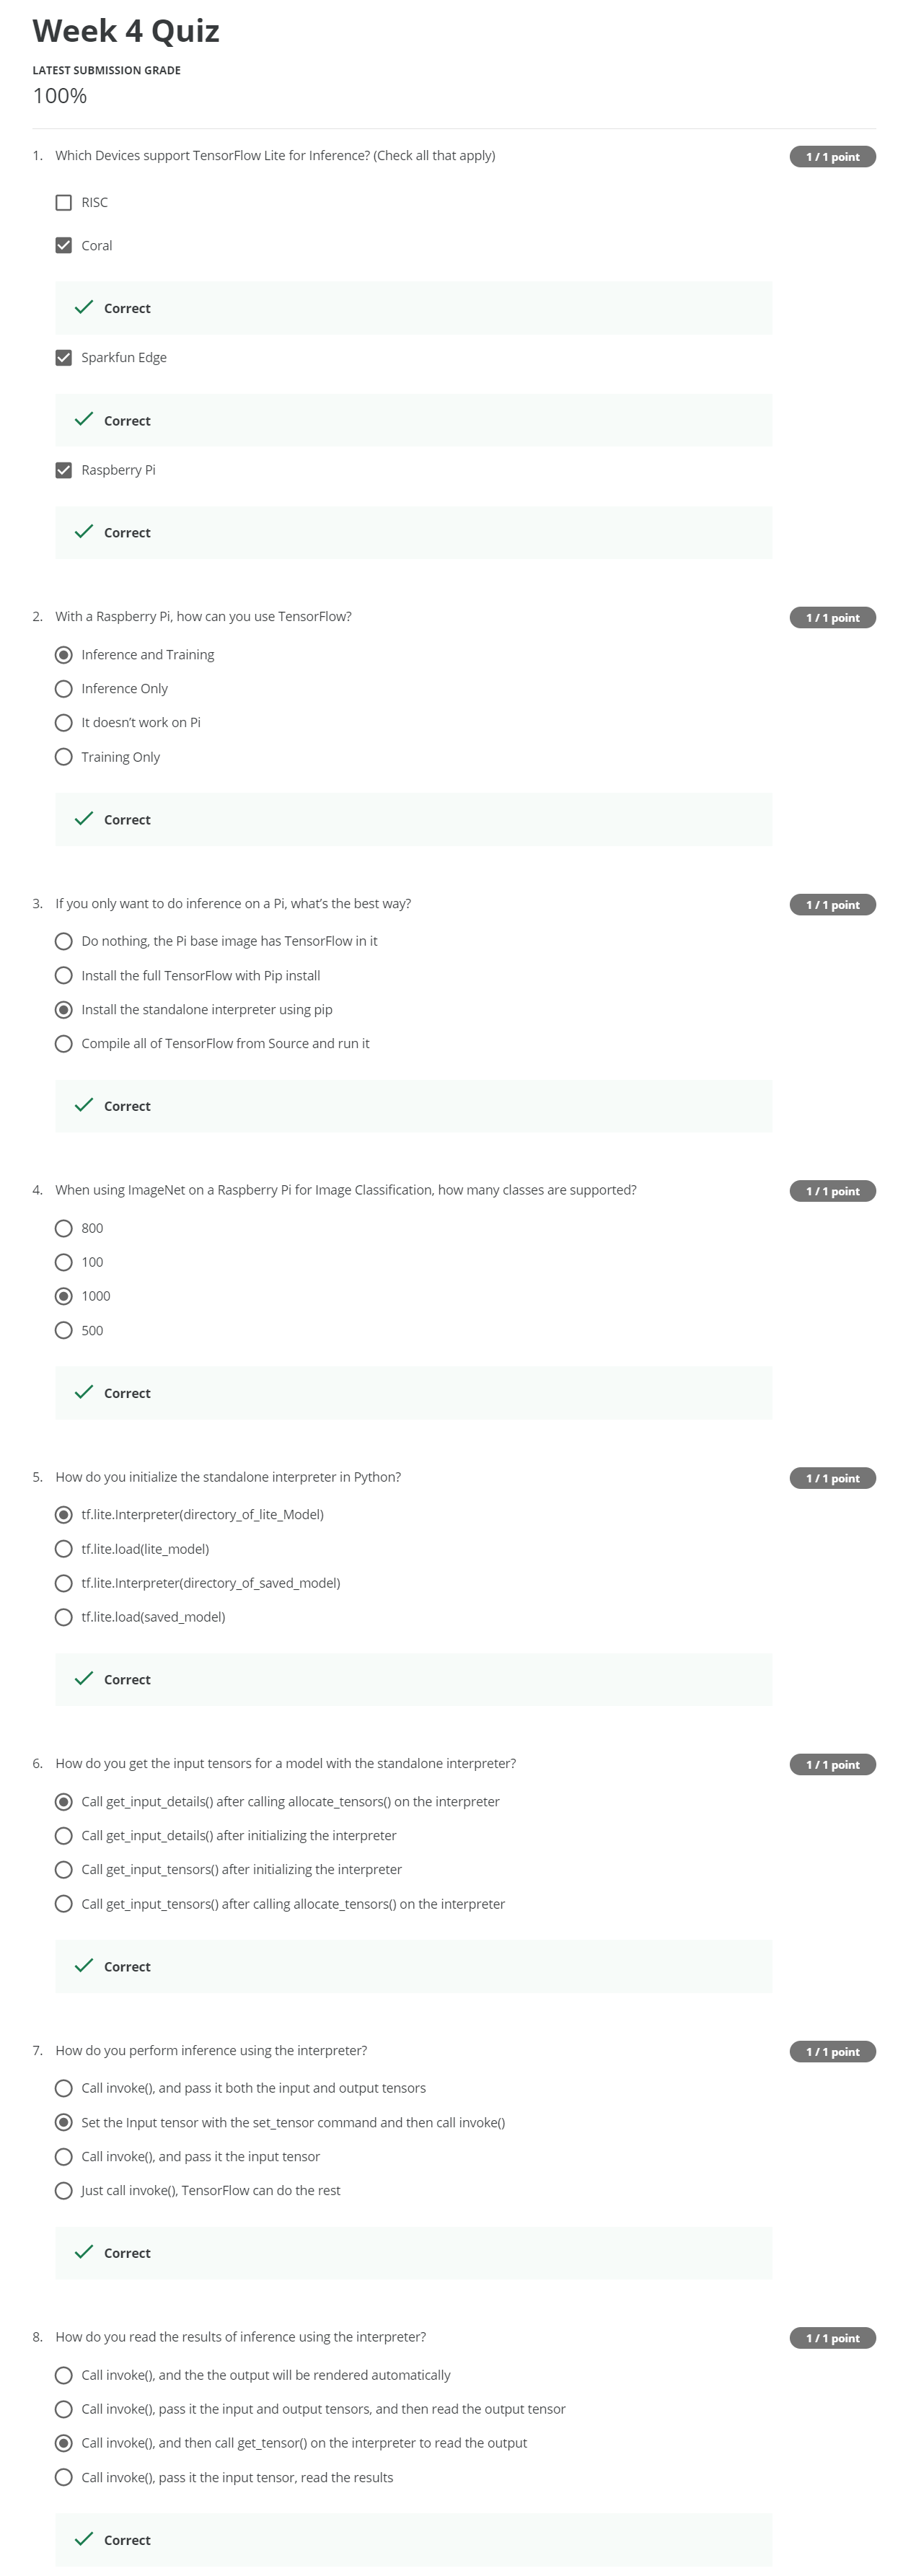 Week 4 Quiz
LATEST SUBMISSION GRADE
100%
1. Which Devices support TensorFlow Lite for Inference? (Check all that apply)
1 / 1 point
RISC
Coral
Correct
Sparkfun Edge
Correct
Raspberry Pi
Correct
2. With a Raspberry Pi, how can you use TensorFlow?
1 / 1 point
Inference and Training
Inference Only
It doesn’t work on Pi
Training Only
Correct
3. If you only want to do inference on a Pi, what’s the best way?
1 / 1 point
Do nothing, the Pi base image has TensorFlow in it
Install the full TensorFlow with Pip install
Install the standalone interpreter using pip
Compile all of TensorFlow from Source and run it
Correct
4. When using ImageNet on a Raspberry Pi for Image Classification, how many classes are supported?
1 / 1 point
800
100
1000
500
Correct
5. How do you initialize the standalone interpreter in Python?
1 / 1 point
tf.lite.Interpreter(directory_of_lite_Model)
tf.lite.load(lite_model)
tf.lite.Interpreter(directory_of_saved_model)
tf.lite.load(saved_model)
Correct
6. How do you get the input tensors for a model with the standalone interpreter?
1 / 1 point
Call get_input_details() after calling allocate_tensors() on the interpreter
Call get_input_details() after initializing the interpreter
Call get_input_tensors() after initializing the interpreter
Call get_input_tensors() after calling allocate_tensors() on the interpreter
Correct
7. How do you perform inference using the interpreter?
1 / 1 point
Call invoke(), and pass it both the input and output tensors
Set the Input tensor with the set_tensor command and then call invoke()
Call invoke(), and pass it the input tensor
Just call invoke(), TensorFlow can do the rest
Correct
8. How do you read the results of inference using the interpreter?
1 / 1 point
Call invoke(), and the the output will be rendered automatically
Call invoke(), pass it the input and output tensors, and then read the output tensor
Call invoke(), and then call get_tensor() on the interpreter to read the output
Call invoke(), pass it the input tensor, read the results
Correct